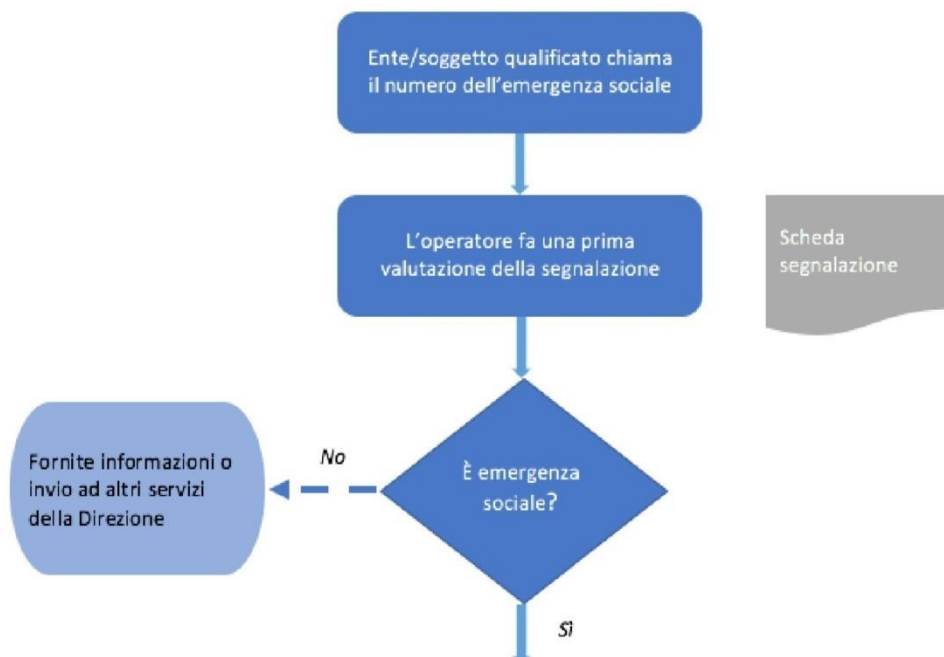 Ente/soggetto qualificato chiama
il numero dell'emergenza sociale
L'operatore fa una prima
valutazione della segnalazione
Scheda
segnalazione
È emergenza
sociale?
No
Fornite informazioni o
invio ad altri servizi
della Direzione
Sì